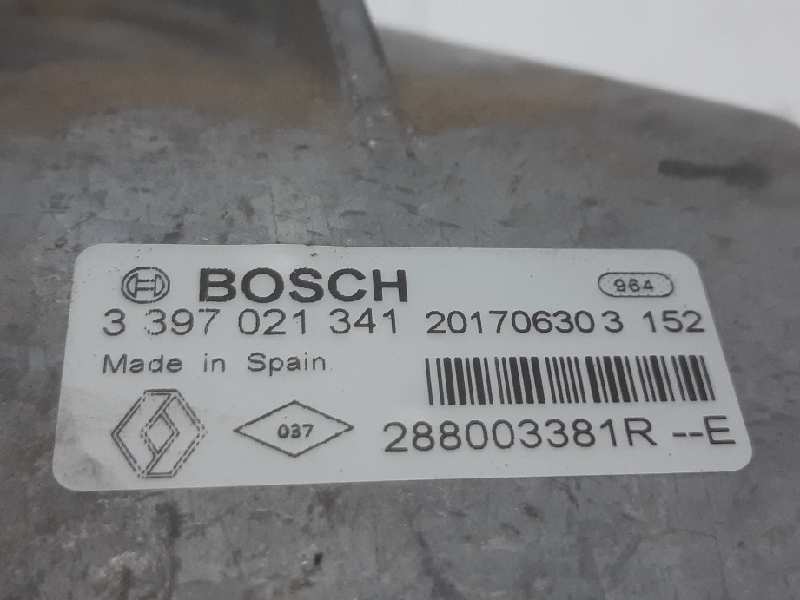 BOSCH 964
3 397 021 341 201706303 152
Made in Spain
037 288003381R --E